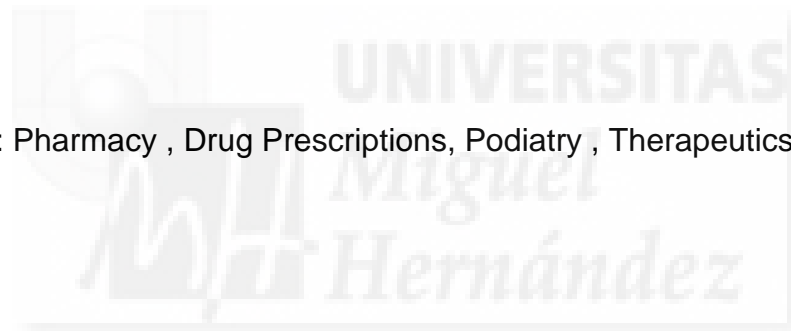 UNIVERSITAS
: Pharmacy , Drug Prescriptions, Podiatry , Therapeutics
Miguel
Hernández